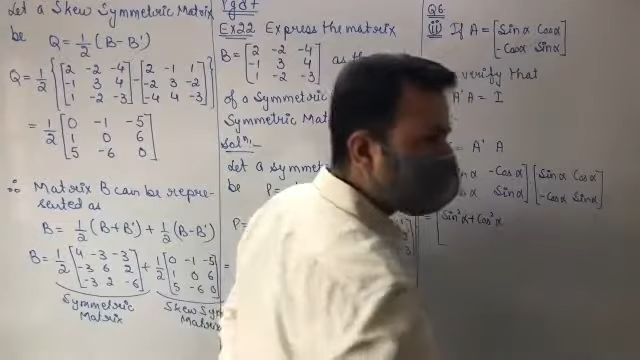 Let a Skew Symmetric Matrix
be Q = 1/2 (B - B')
Q = 1/2 { [2 -2 -4; -1 3 4; 1 -2 -3] - [2 -1 1; -2 3 -2; -4 4 -3] }
= 1/2 [0 -1 -5; 1 0 6; 5 -6 0]
∴ Matrix B can be repre-
sented as
B = 1/2 (B+B') + 1/2 (B-B')
B = 1/2 [4 -3 -3; -3 6 2; -3 2 -6] + 1/2 [0 -1 -5; 1 0 6; 5 -6 0]
Symmetric Matrix
Skew Sym
Matrix
Ex 22 Express the matrix
B = [2 -2 -4; -1 3 4; 1 -2 -3] as
of a Symmetric
Symmetric Mat
Sol^n:-
Let a symmet
be P =
P =
=
Q6
(ii) If A = [Sin α Cos α; -Cos α Sin α]
verify that
A'A = I
= A' A
Sin α -Cos α; Sin α] [Sin α Cos α; -Cos α Sin α]
= [Sin²α + Cos²α